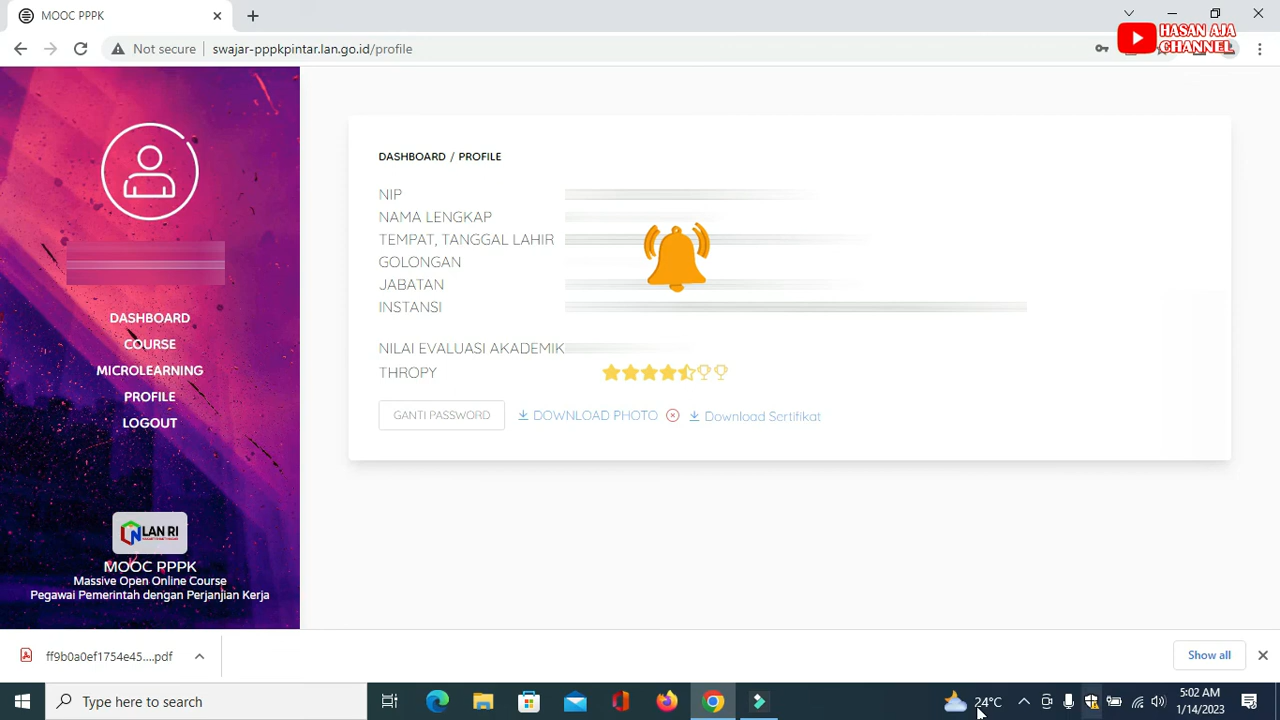 MOOC PPPK
Not secure
swajar-pppkpintar.lan.go.id/profile
HASAN AJA
CHANNEL
DASHBOARD / PROFILE
NIP
NAMA LENGKAP
TEMPAT, TANGGAL LAHIR
GOLONGAN
JABATAN
INSTANSI
NILAI EVALUASI AKADEMIK
THROPY
GANTI PASSWORD
DOWNLOAD PHOTO
Download Sertifikat
DASHBOARD
COURSE
MICROLEARNING
PROFILE
LOGOUT
LAN RI
MOOC PPPK
Massive Open Online Course
Pegawai Pemerintah dengan Perjanjian Kerja
ff9b0a0ef1754e45....pdf
Show all
Type here to search
24°C
5:02 AM
1/14/2023